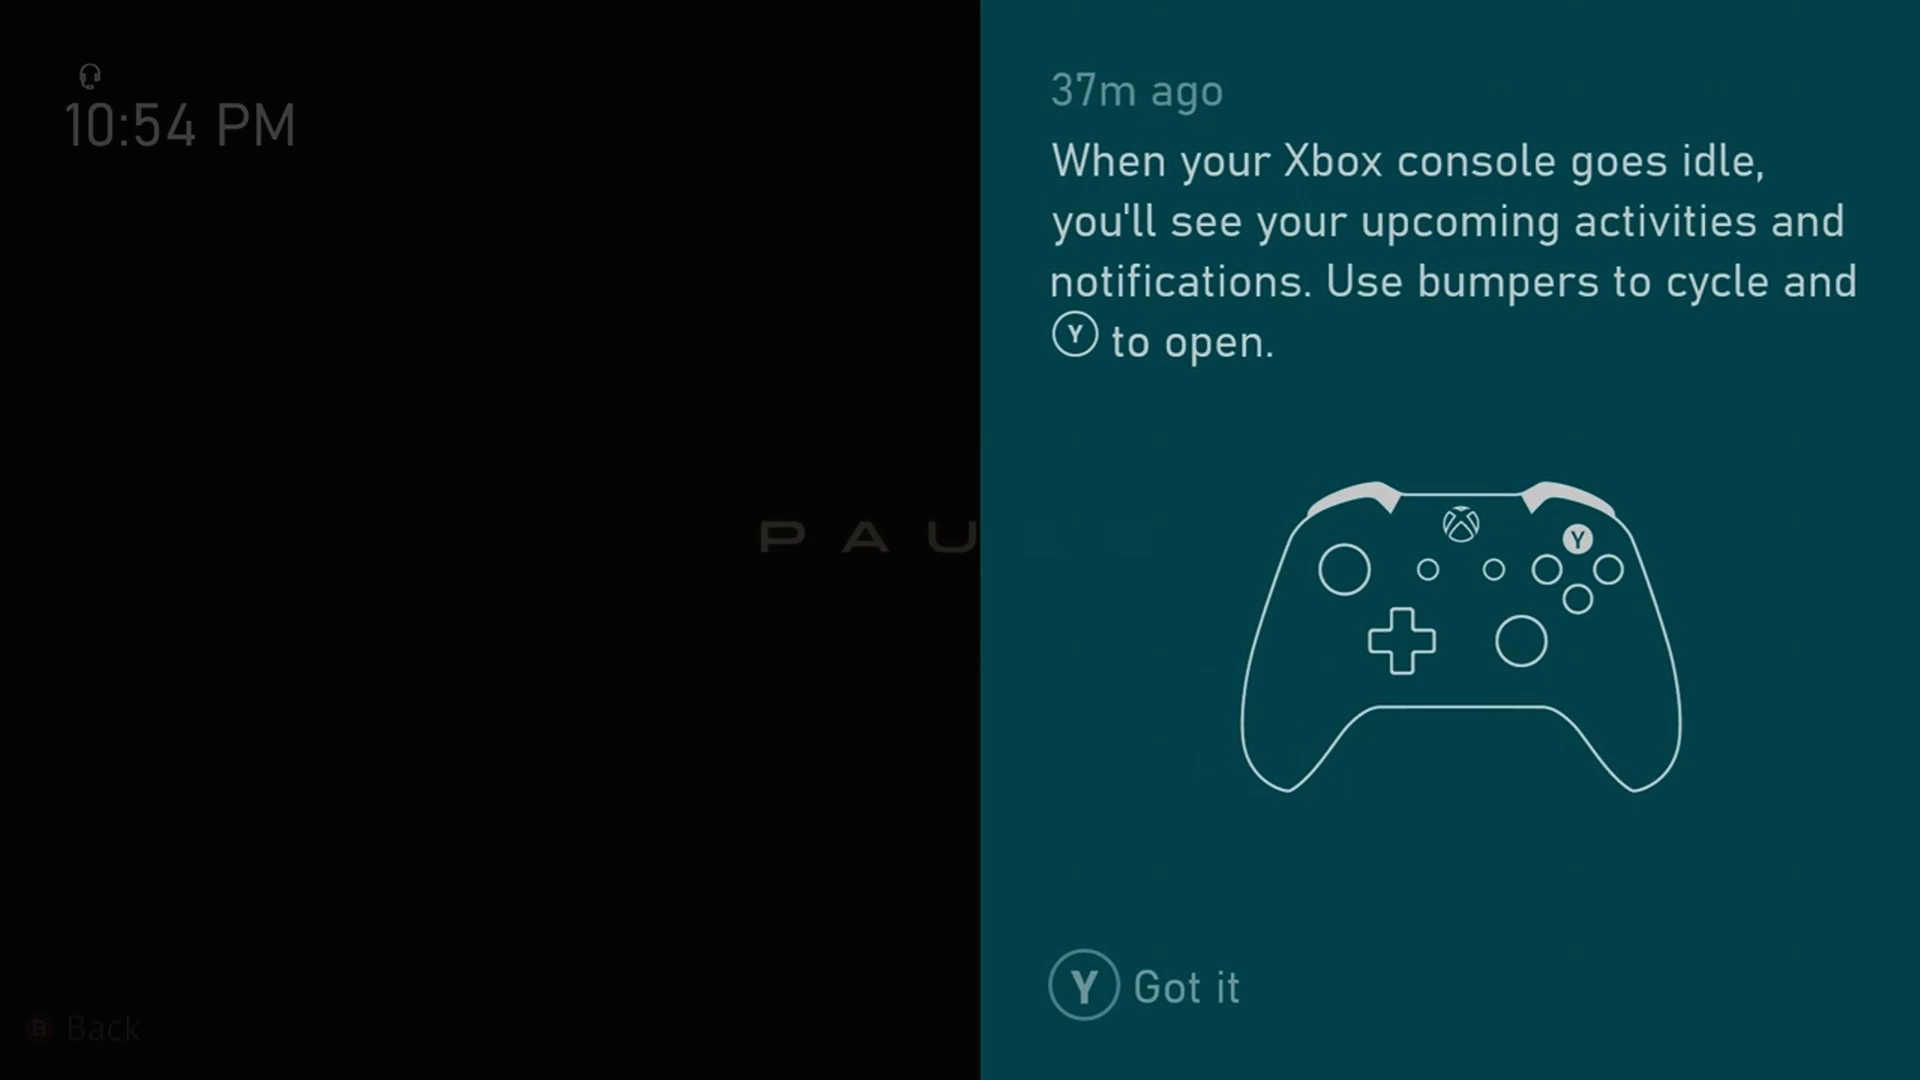 10:54 PM
37m ago
When your Xbox console goes idle,
you'll see your upcoming activities and
notifications. Use bumpers to cycle and
Y to open.
PAU
Y
Y Got it
B Back